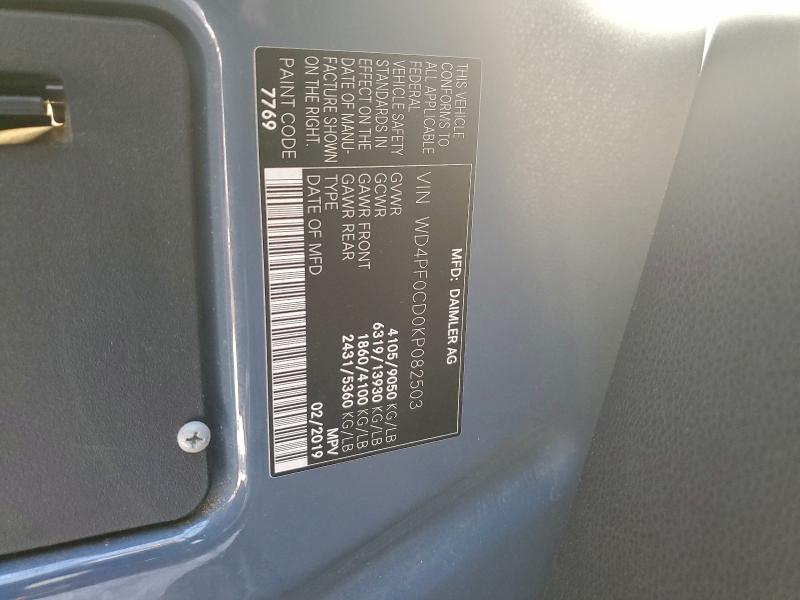 MFD: DAIMLER AG
THIS VEHICLE
CONFORMS TO
ALL APPLICABLE
FEDERAL
VEHICLE SAFETY
STANDARDS IN
EFFECT ON THE
DATE OF MANU-
FACTURE SHOWN
ON THE RIGHT.
PAINT CODE
7769
VIN WD4PF0CD0KP082503
GVWR 4105/9050 KG/LB
GCWR 6319/13930 KG/LB
GAWR FRONT 1860/4100 KG/LB
GAWR REAR 2431/5360 KG/LB
TYPE MPV
DATE OF MFD 02/2019